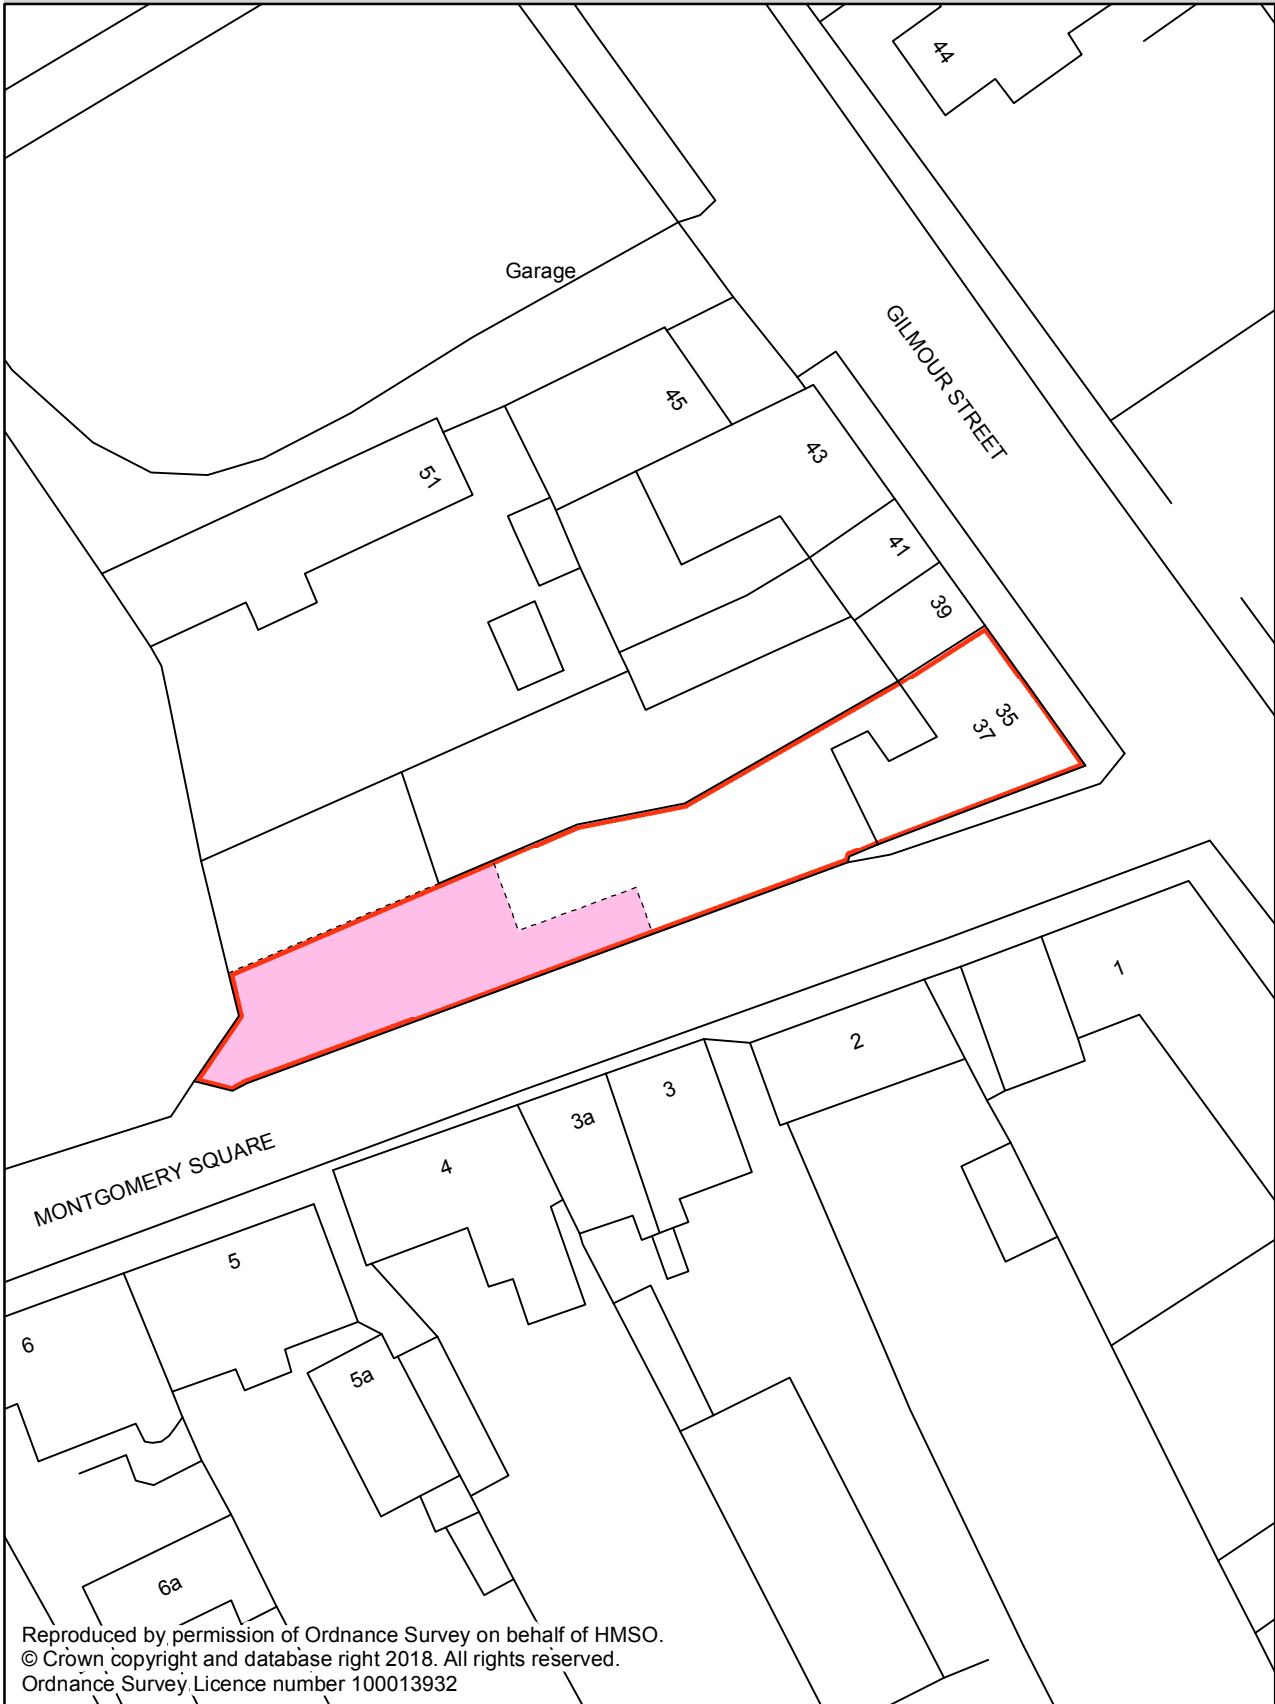 44
Garage
GILMOUR STREET
45
43
51
41
39
35
37
1
2
3
3a
4
MONTGOMERY SQUARE
5
6
5a
6a
Reproduced by permission of Ordnance Survey on behalf of HMSO.
© Crown copyright and database right 2018. All rights reserved.
Ordnance Survey Licence number 100013932